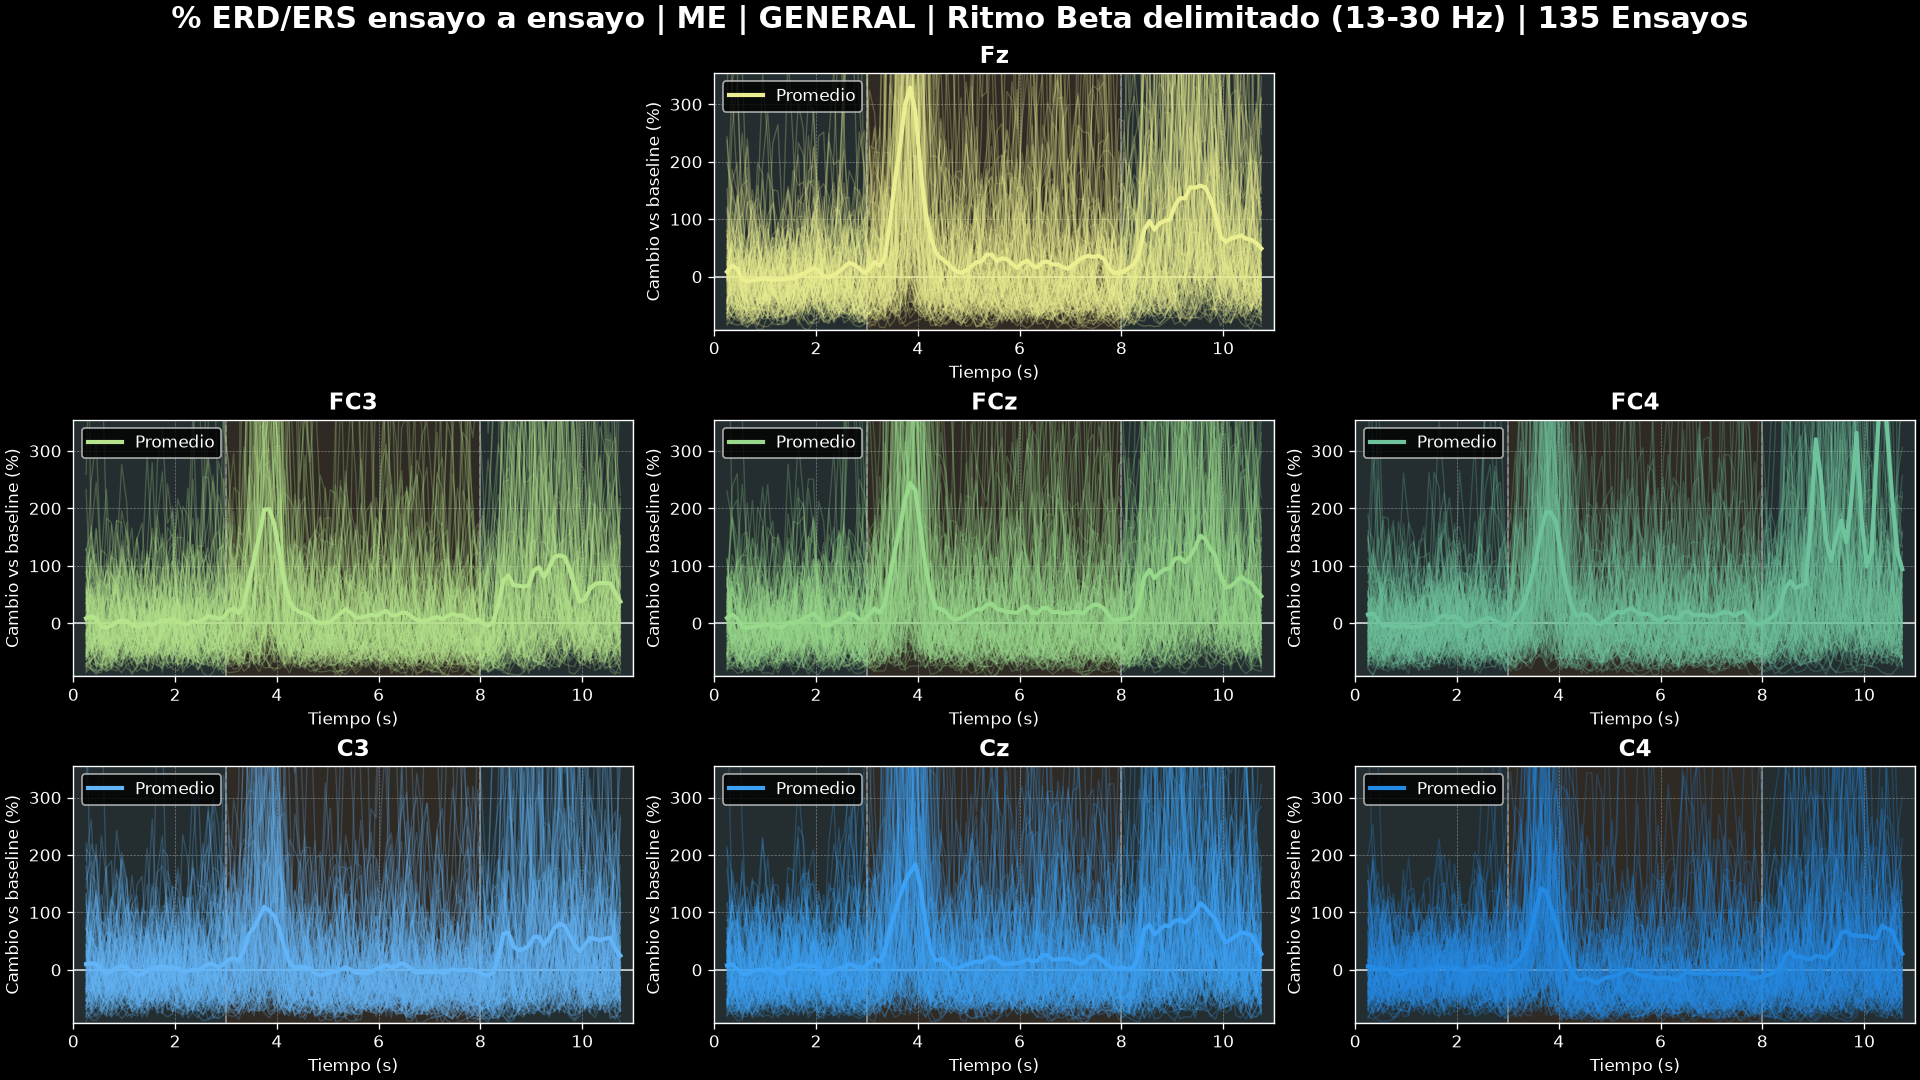 % ERD/ERS ensayo a ensayo | ME | GENERAL | Ritmo Beta delimitado (13-30 Hz) | 135 Ensayos
Fz
Promedio
Cambio vs baseline (%)
300
200
100
0
0 2 4 6 8 10
Tiempo (s)
FC3
Promedio
Cambio vs baseline (%)
300
200
100
0
0 2 4 6 8 10
Tiempo (s)
FCz
Promedio
Cambio vs baseline (%)
300
200
100
0
0 2 4 6 8 10
Tiempo (s)
FC4
Promedio
Cambio vs baseline (%)
300
200
100
0
0 2 4 6 8 10
Tiempo (s)
C3
Promedio
Cambio vs baseline (%)
300
200
100
0
0 2 4 6 8 10
Tiempo (s)
Cz
Promedio
Cambio vs baseline (%)
300
200
100
0
0 2 4 6 8 10
Tiempo (s)
C4
Promedio
Cambio vs baseline (%)
300
200
100
0
0 2 4 6 8 10
Tiempo (s)